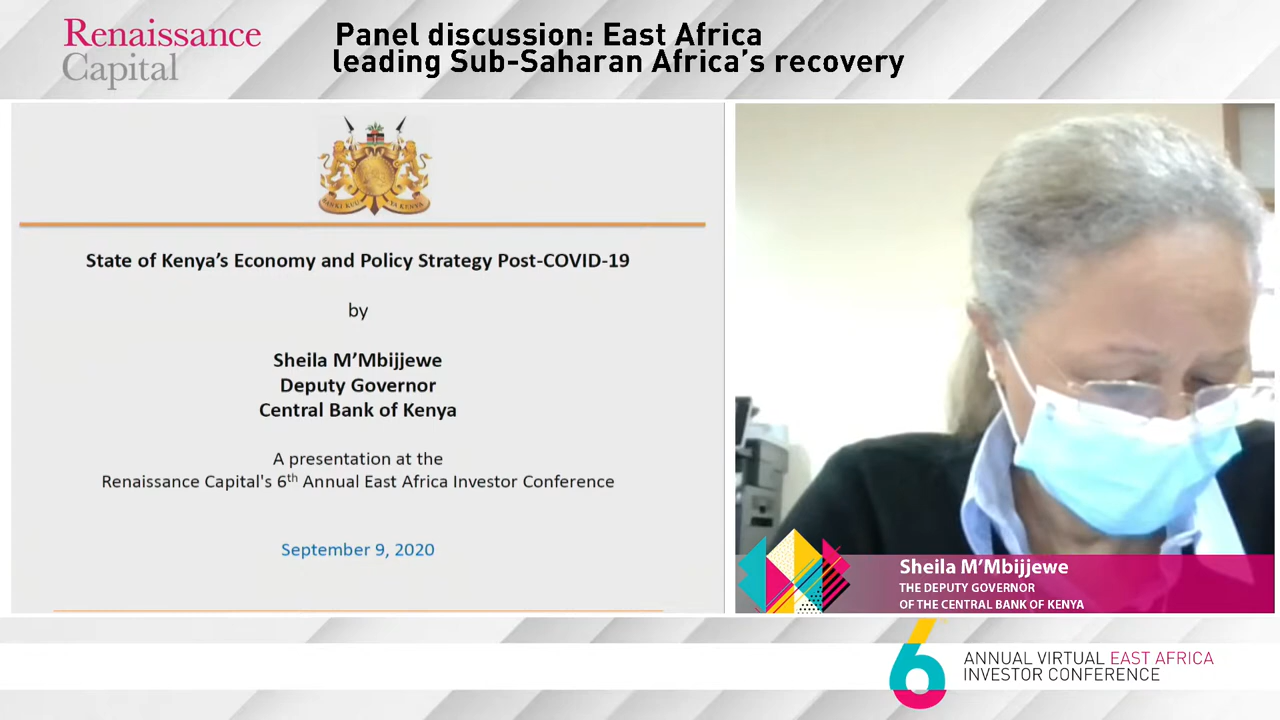 Renaissance
Capital
Panel discussion: East Africa
leading Sub-Saharan Africa's recovery
State of Kenya's Economy and Policy Strategy Post-COVID-19
by
Sheila M'Mbijjewe
Deputy Governor
Central Bank of Kenya
A presentation at the
Renaissance Capital's 6th Annual East Africa Investor Conference
September 9, 2020
Sheila M'Mbijjewe
THE DEPUTY GOVERNOR
OF THE CENTRAL BANK OF KENYA
6
ANNUAL VIRTUAL EAST AFRICA
INVESTOR CONFERENCE